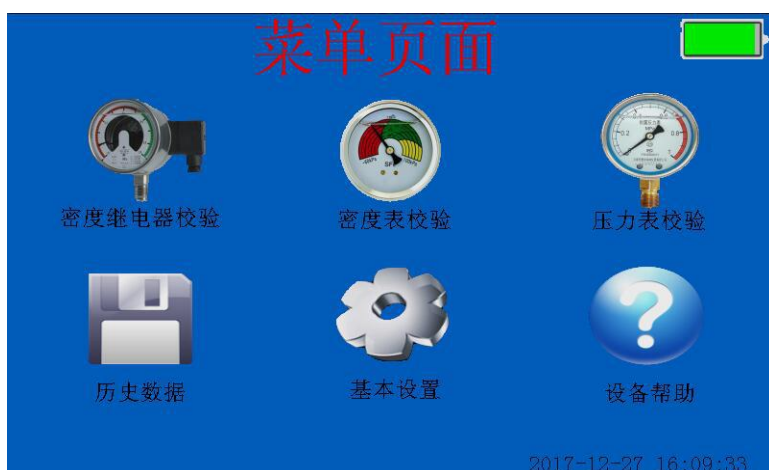 菜单页面
密度继电器校验
密度表校验
压力表校验
历史数据
基本设置
设备帮助
2017-12-27 16:09:33